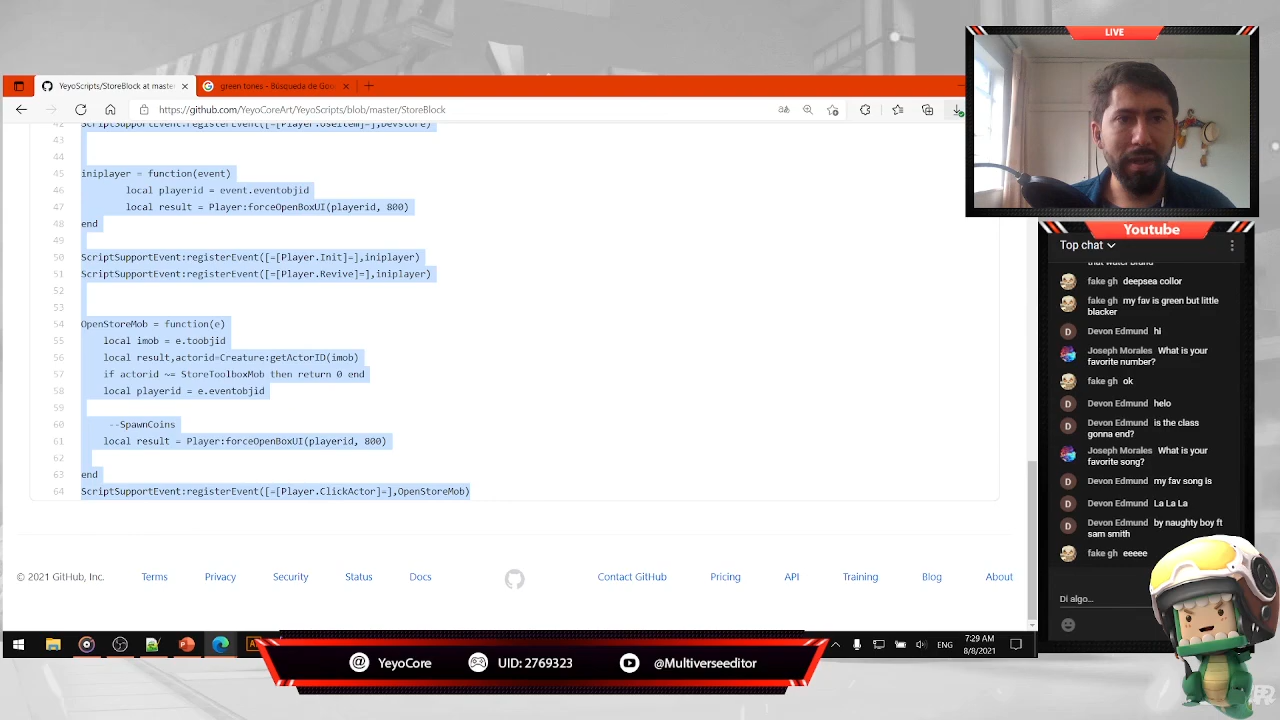 LIVE
YeyoScripts/StoreBlock at master
green tones - Búsqueda de Goo
https://github.com/YeyoCoreArt/YeyoScripts/blob/master/StoreBlock
42 ScriptSupportEvent:registerEvent([=[Player.UseItem]=],DevStore)
43
44
45 iniplayer = function(event)
46 local playerid = event.eventobjid
47 local result = Player:forceOpenBoxUI(playerid, 800)
48 end
49
50 ScriptSupportEvent:registerEvent([=[Player.Init]=],iniplayer)
51 ScriptSupportEvent:registerEvent([=[Player.Revive]=],iniplayer)
52
53
54 OpenStoreMob = function(e)
55 local imob = e.toobjid
56 local result,actorid=Creature:getActorID(imob)
57 if actorid ~= StoreToolboxMob then return 0 end
58 local playerid = e.eventobjid
59
60 --SpawnCoins
61 local result = Player:forceOpenBoxUI(playerid, 800)
62
63 end
64 ScriptSupportEvent:registerEvent([=[Player.ClickActor]=],OpenStoreMob)
© 2021 GitHub, Inc. Terms Privacy Security Status Docs Contact GitHub Pricing API Training Blog About
Youtube
Top chat
that water brand
fake gh deepsea collor
fake gh my fav is green but little
blacker
Devon Edmund hi
Joseph Morales What is your
favorite number?
fake gh ok
Devon Edmund helo
Devon Edmund is the class
gonna end?
Joseph Morales What is your
favorite song?
Devon Edmund my fav song is
Devon Edmund La La La
Devon Edmund by naughty boy ft
sam smith
fake gh eeeee
Di algo...
ENG
7:29 AM
8/8/2021
YeyoCore
UID: 2769323
@Multiverseeditor